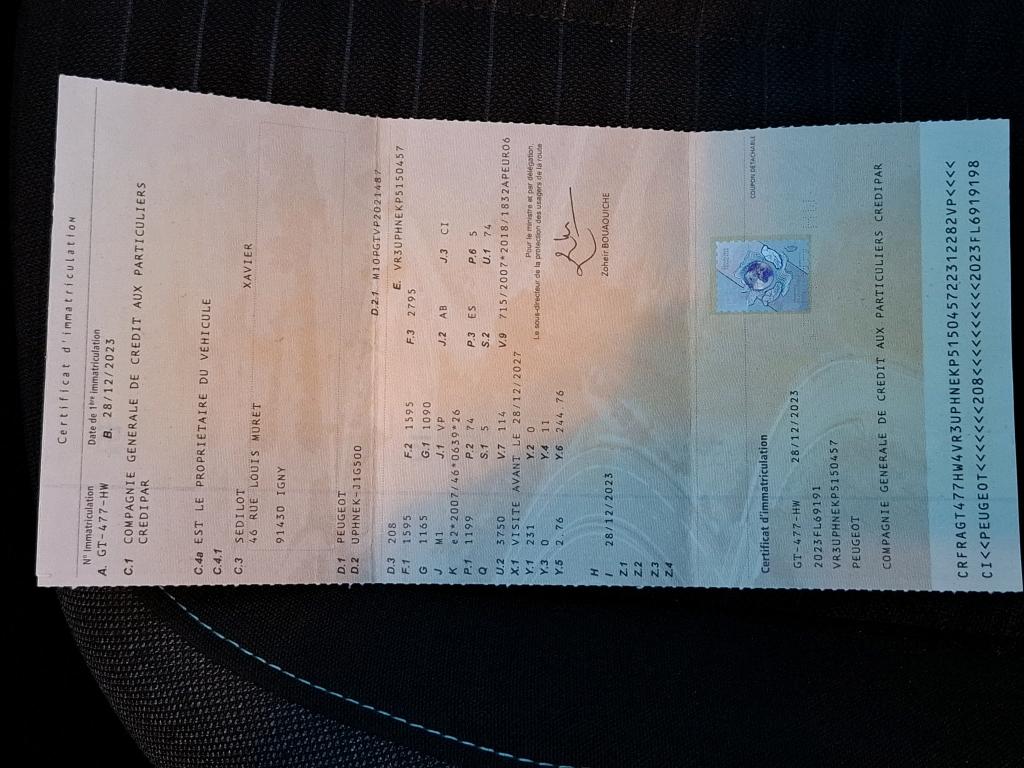 Certificat d'immatriculation
N° Immatriculation Date de 1ère immatriculation
A. GT-477-HW B. 28/12/2023
C.1 COMPAGNIE GENERALE DE CREDIT AUX PARTICULIERS
CREDIPAR
C.4a EST LE PROPRIETAIRE DU VEHICULE
C.4.1
C.3 SEDILOT XAVIER
46 RUE LOUIS MURET
91430 IGNY
D.1 PEUGEOT
D.2 UPHNEK-J1G500 D.2.1 M10PGTVP2021487
D.3 208 E. VR3UPHNEKP5150457
F.1 1595 F.2 1595 F.3 2795
G 1165 G.1 1090
J M1 J.1 VP J.2 AB J.3 CI
K e2*2007/46*0639*26
P.1 1199 P.2 74 P.3 ES P.6 5
Q S.1 5 S.2 U.1 74
U.2 3750 V.7 114 V.9 715/2007*2018/1832APEURO6
X.1 VISITE AVANT LE 28/12/2027
Y.1 231 Y.2 0
Y.3 0 Y.4 11
Y.5 2.76 Y.6 244.76
Pour le ministre et par délégation,
Le sous-directeur de la protection des usagers de la route
Zoheir BOUAOUICHE
H
I 28/12/2023
Z.1
Z.2
Z.3
Z.4
COUPON DÉTACHABLE
Certificat d'immatriculation
GT-477-HW 28/12/2023
2023FL69191
VR3UPHNEKP5150457
PEUGEOT
COMPAGNIE GENERALE DE CREDIT AUX PARTICULIERS CREDIPAR
CRFRAGT477HW4VR3UPHNEKP51504572312282VP<<<<
CI0<<PEUGEOT<<<<<<208<<<<<<<<<<2023FL6919198